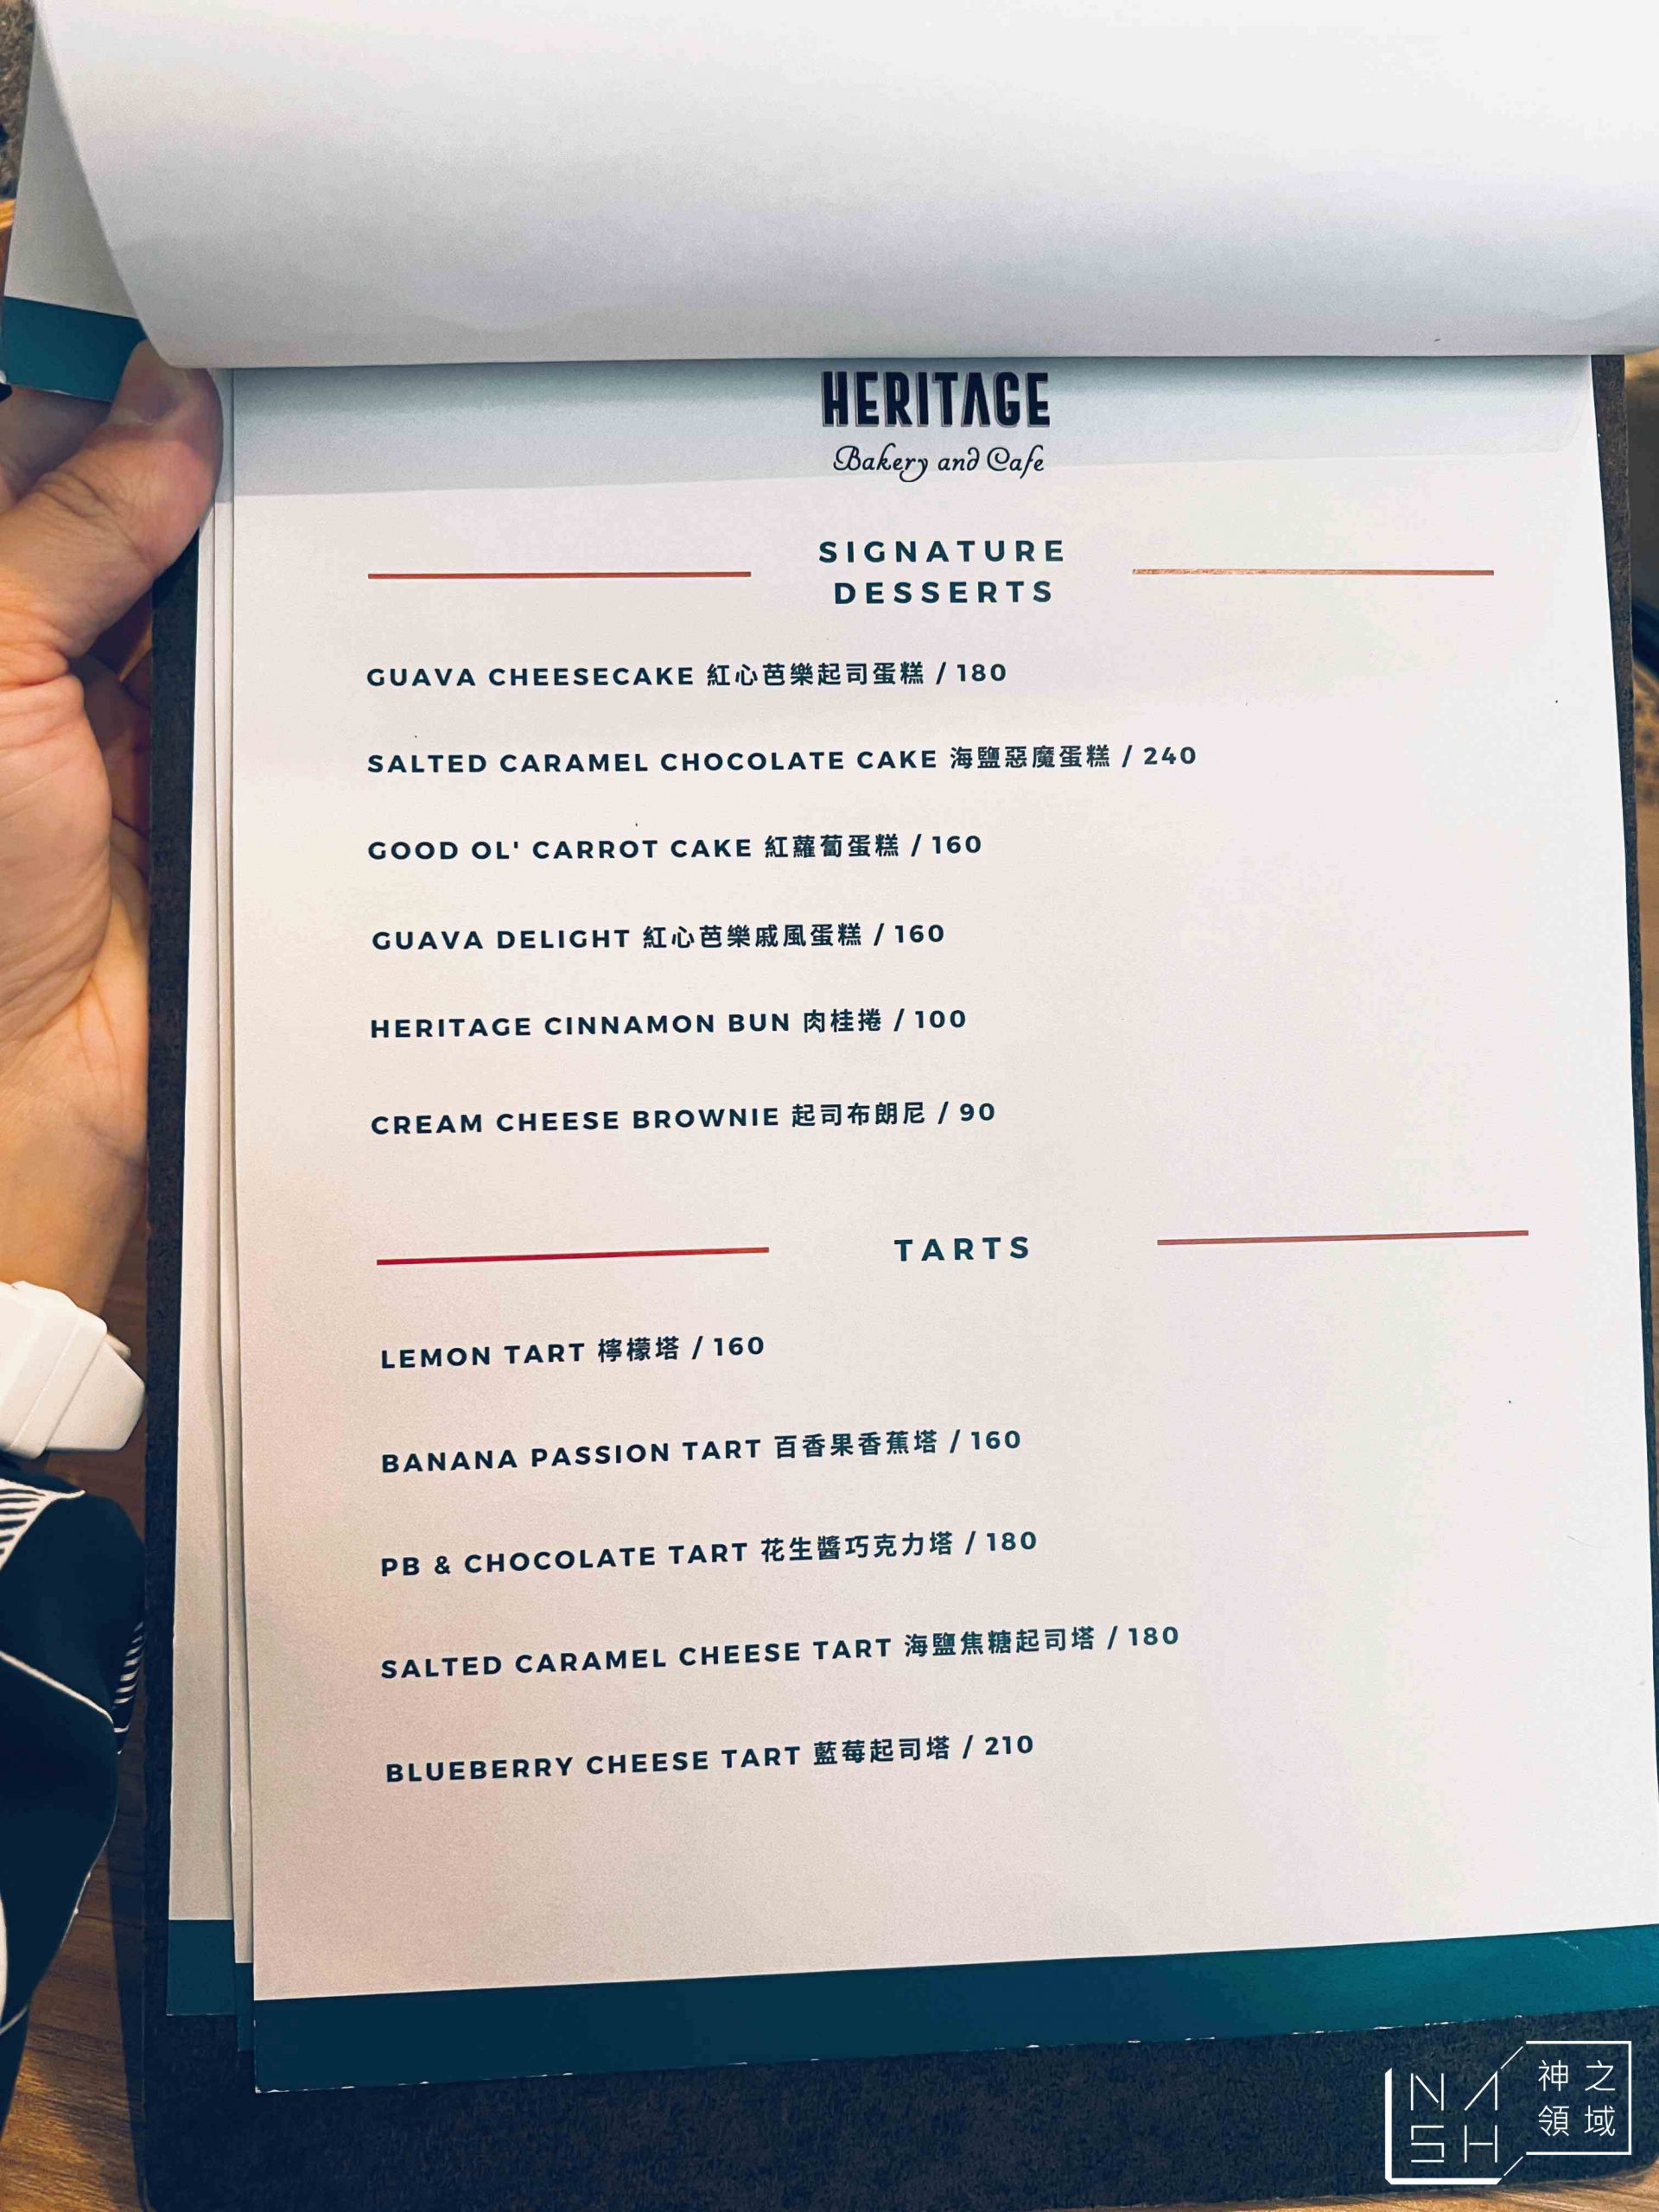 HERITAGE
Bakery and Cafe
SIGNATURE
DESSERTS
GUAVA CHEESECAKE 紅心芭樂起司蛋糕 / 180
SALTED CARAMEL CHOCOLATE CAKE 海鹽惡魔蛋糕 / 240
GOOD OL' CARROT CAKE 紅蘿蔔蛋糕 / 160
GUAVA DELIGHT 紅心芭樂戚風蛋糕 / 160
HERITAGE CINNAMON BUN 肉桂捲 / 100
CREAM CHEESE BROWNIE 起司布朗尼 / 90
TARTS
LEMON TART 檸檬塔 / 160
BANANA PASSION TART 百香果香蕉塔 / 160
PB & CHOCOLATE TART 花生醬巧克力塔 / 180
SALTED CARAMEL CHEESE TART 海鹽焦糖起司塔 / 180
BLUEBERRY CHEESE TART 藍莓起司塔 / 210
NASH
神之
領域